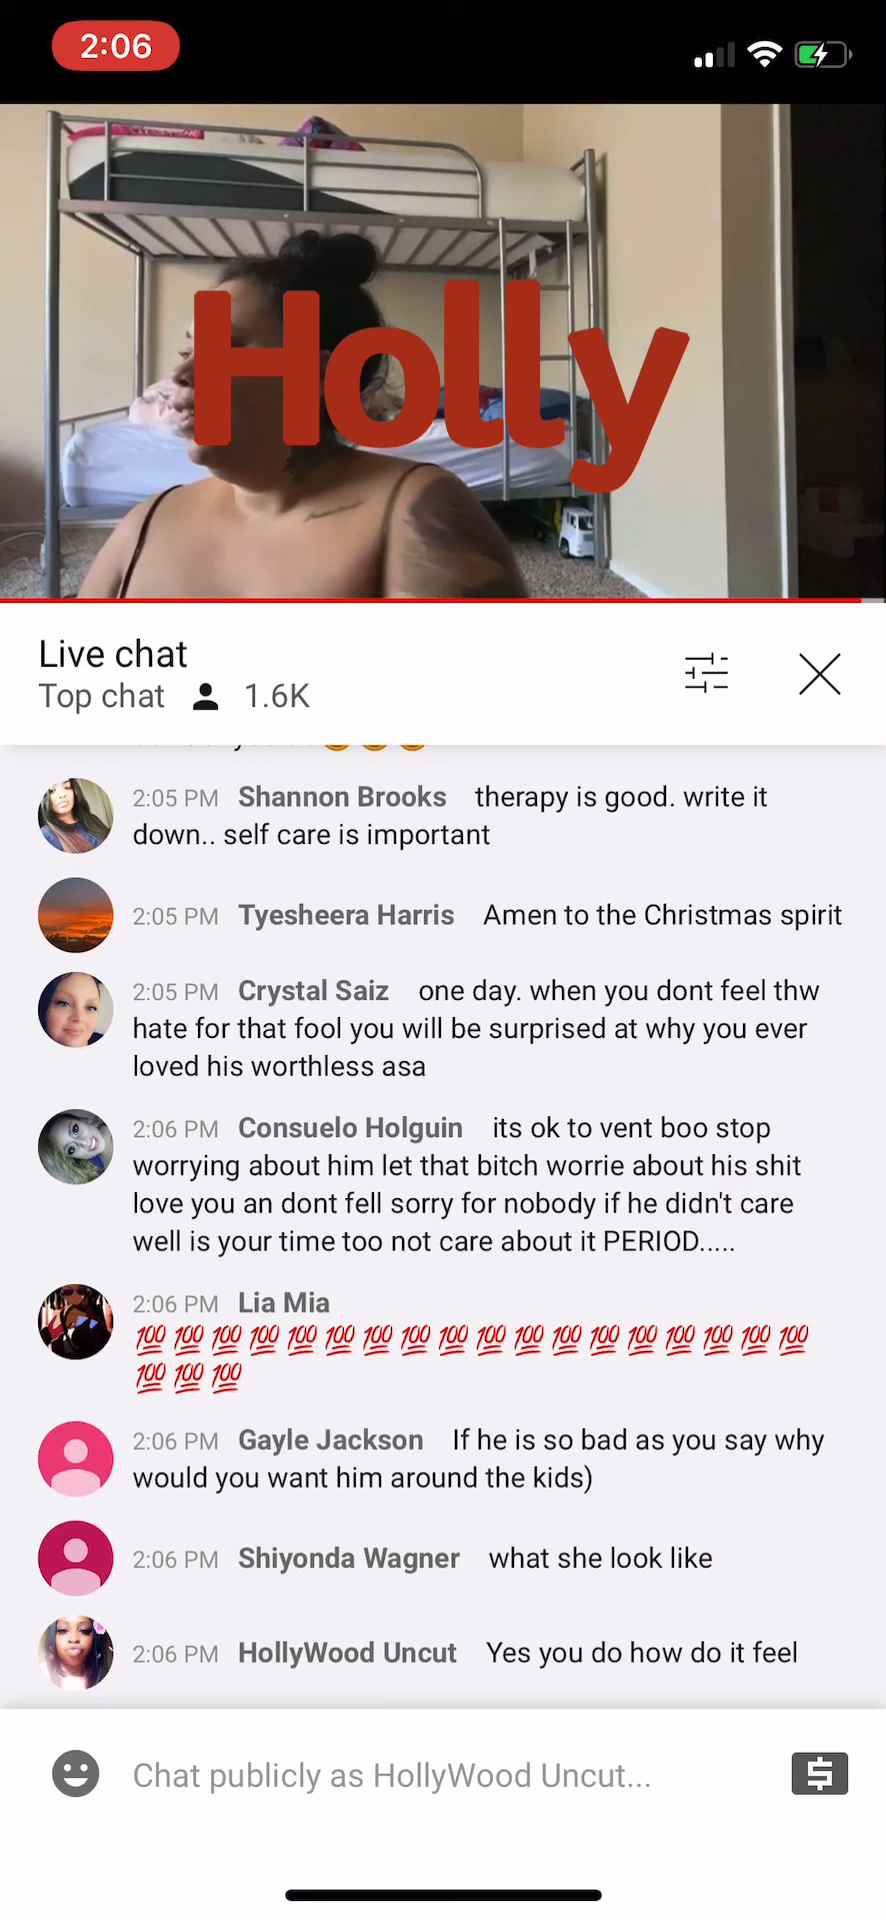 2:06
Holly
Live chat
Top chat 1.6K
2:05 PM Shannon Brooks therapy is good. write it
down.. self care is important
2:05 PM Tyesheera Harris Amen to the Christmas spirit
2:05 PM Crystal Saiz one day. when you dont feel thw
hate for that fool you will be surprised at why you ever
loved his worthless asa
2:06 PM Consuelo Holguin its ok to vent boo stop
worrying about him let that bitch worrie about his shit
love you an dont fell sorry for nobody if he didn't care
well is your time too not care about it PERIOD.....
2:06 PM Lia Mia
💯💯💯💯💯💯💯💯💯💯💯💯💯💯💯💯💯💯
💯💯💯
2:06 PM Gayle Jackson If he is so bad as you say why
would you want him around the kids)
2:06 PM Shiyonda Wagner what she look like
2:06 PM HollyWood Uncut Yes you do how do it feel
Chat publicly as HollyWood Uncut...